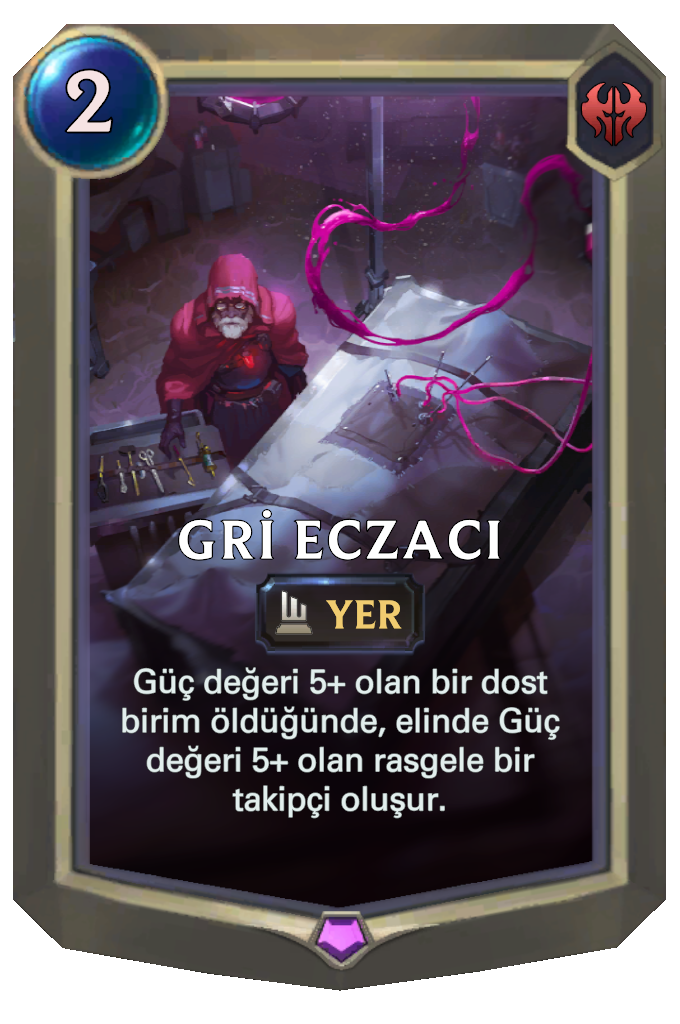 2
GRİ ECZACI
YER
Güç değeri 5+ olan bir dost
birim öldüğünde, elinde Güç
değeri 5+ olan rasgele bir
takipçi oluşur.